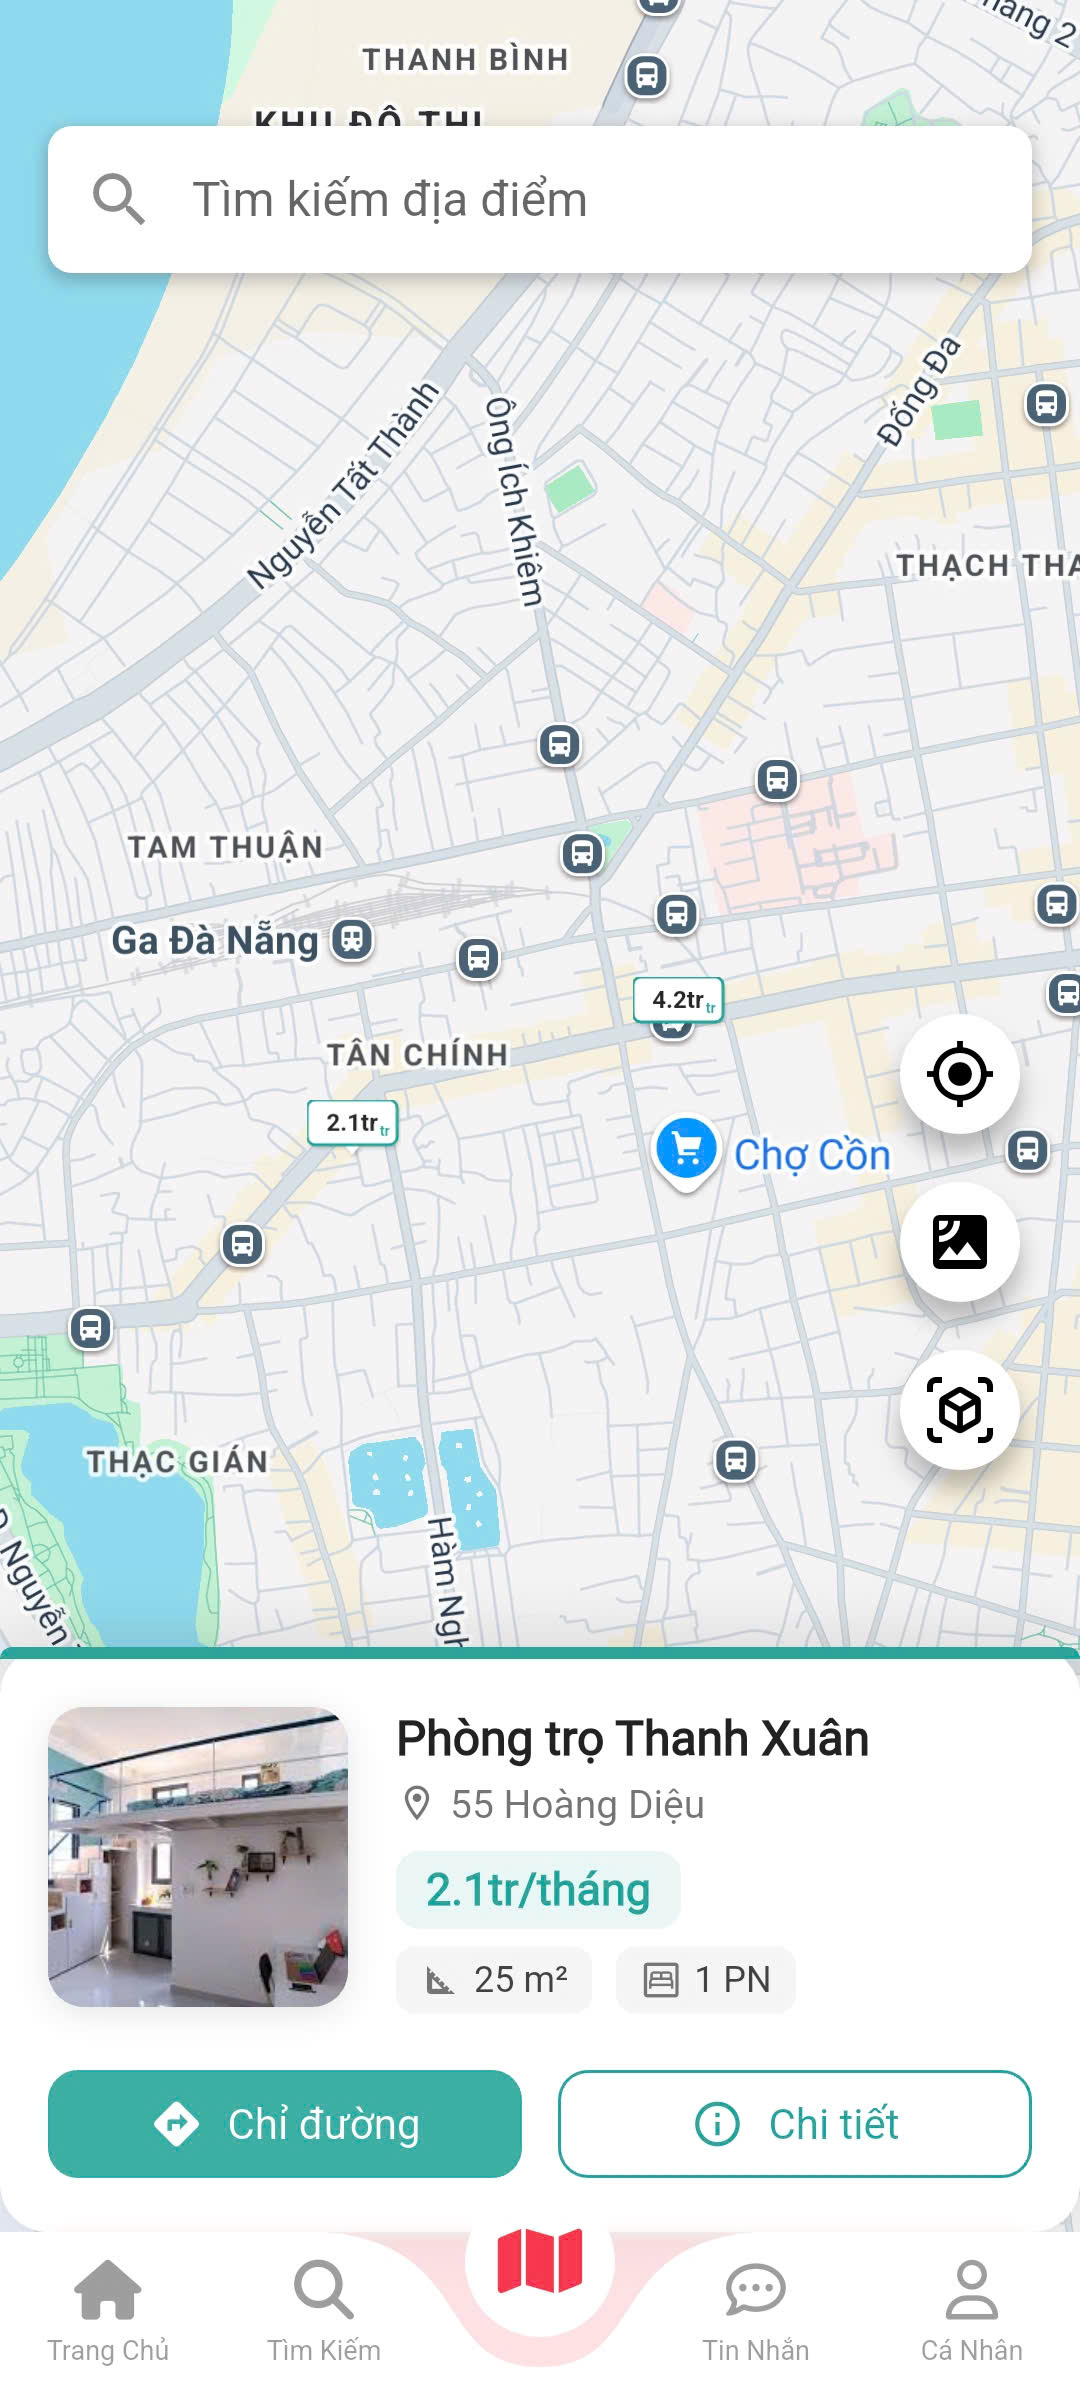 háng 2
THANH BÌNH
KHU ĐÔ THỊ
Tìm kiếm địa điểm
Đống Đa
Nguyễn Tất Thành
Ông Ích Khiêm
THẠCH THA
TAM THUẬN
Ga Đà Nẵng
4.2tr tr
TÂN CHÍNH
2.1tr tr
Chợ Cồn
THẠC GIÁN
Nguyễn
Hàm Ngh
Phòng trọ Thanh Xuân
55 Hoàng Diệu
2.1tr/tháng
25 m² 1 PN
Chỉ đường Chi tiết
Trang Chủ Tìm Kiếm Tin Nhắn Cá Nhân